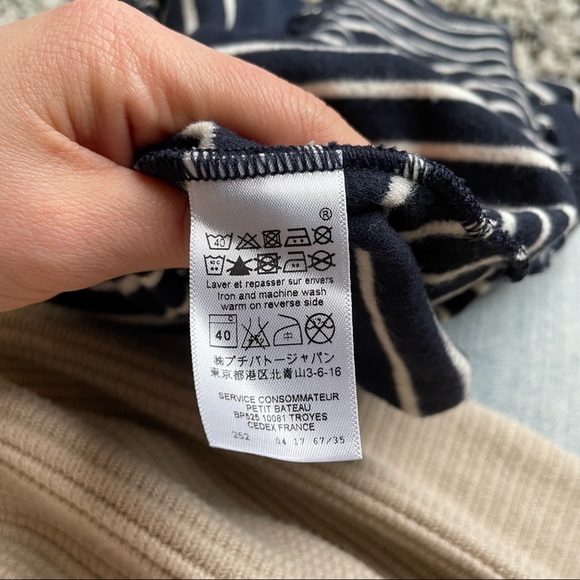 ®
40
40 C
Laver et repasser sur envers
Iron and machine wash
warm on reverse side
C
40
㈱プチバトージャパン
東京都港区北青山3-6-16
SERVICE CONSOMMATEUR
PETIT BATEAU
BP525 10081 TROYES
CEDEX FRANCE
252 04 17 67/35